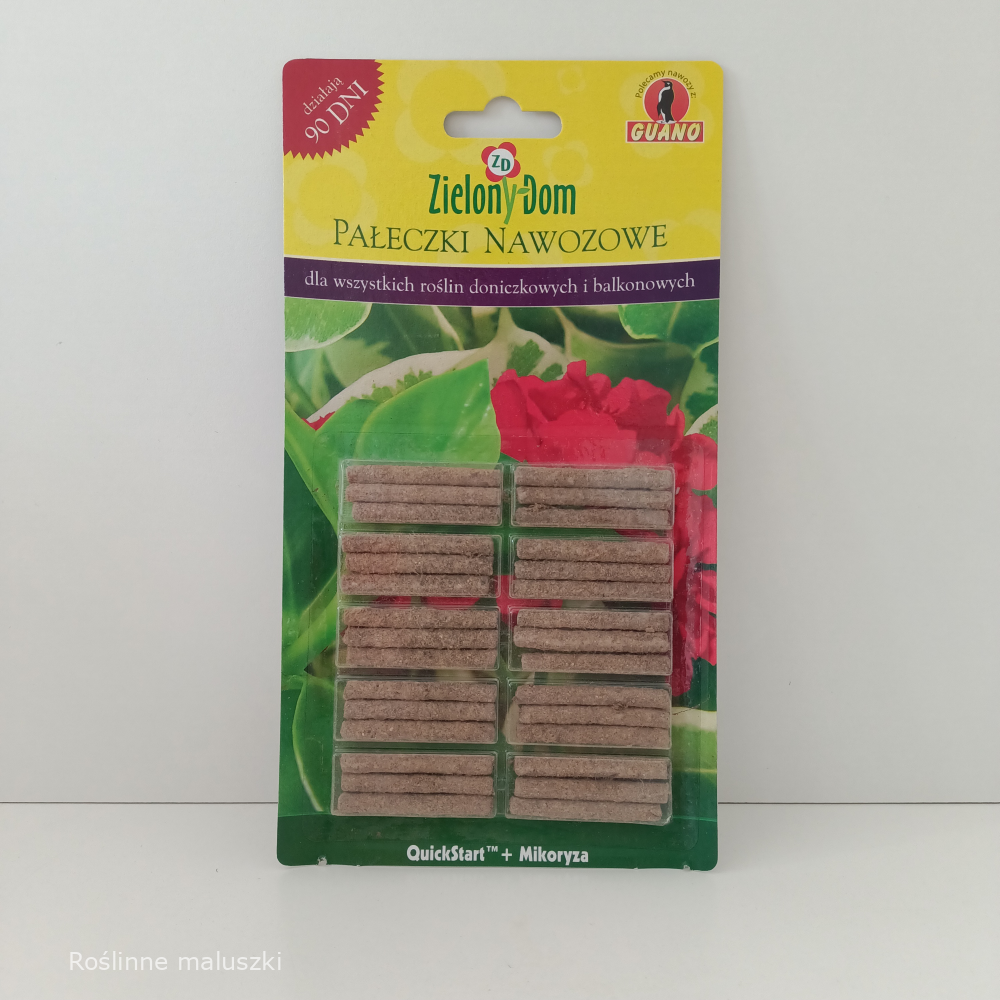 działają
90 DNI
Polecamy nawozy z:
GUANO
ZD
Zielony Dom
PAŁECZKI NAWOZOWE
dla wszystkich roślin doniczkowych i balkonowych
QuickStart™ + Mikoryza
Roślinne maluszki